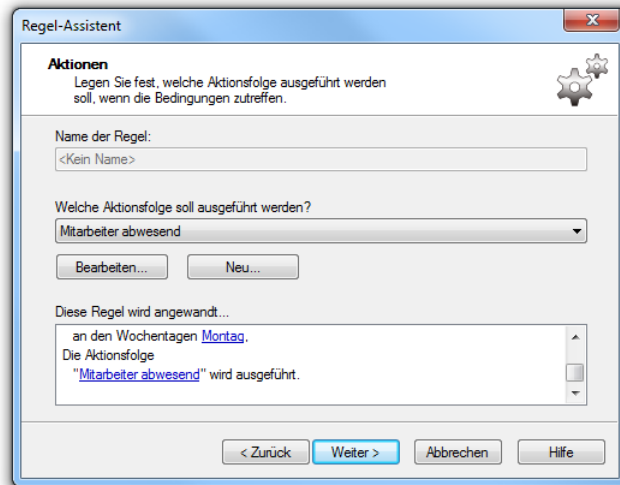 Regel-Assistent
Aktionen
Legen Sie fest, welche Aktionsfolge ausgeführt werden
soll, wenn die Bedingungen zutreffen.
Name der Regel:
<Kein Name>
Welche Aktionsfolge soll ausgeführt werden?
Mitarbeiter abwesend
Bearbeiten... Neu...
Diese Regel wird angewandt...
an den Wochentagen Montag,
Die Aktionsfolge
"Mitarbeiter abwesend" wird ausgeführt.
< Zurück Weiter > Abbrechen Hilfe